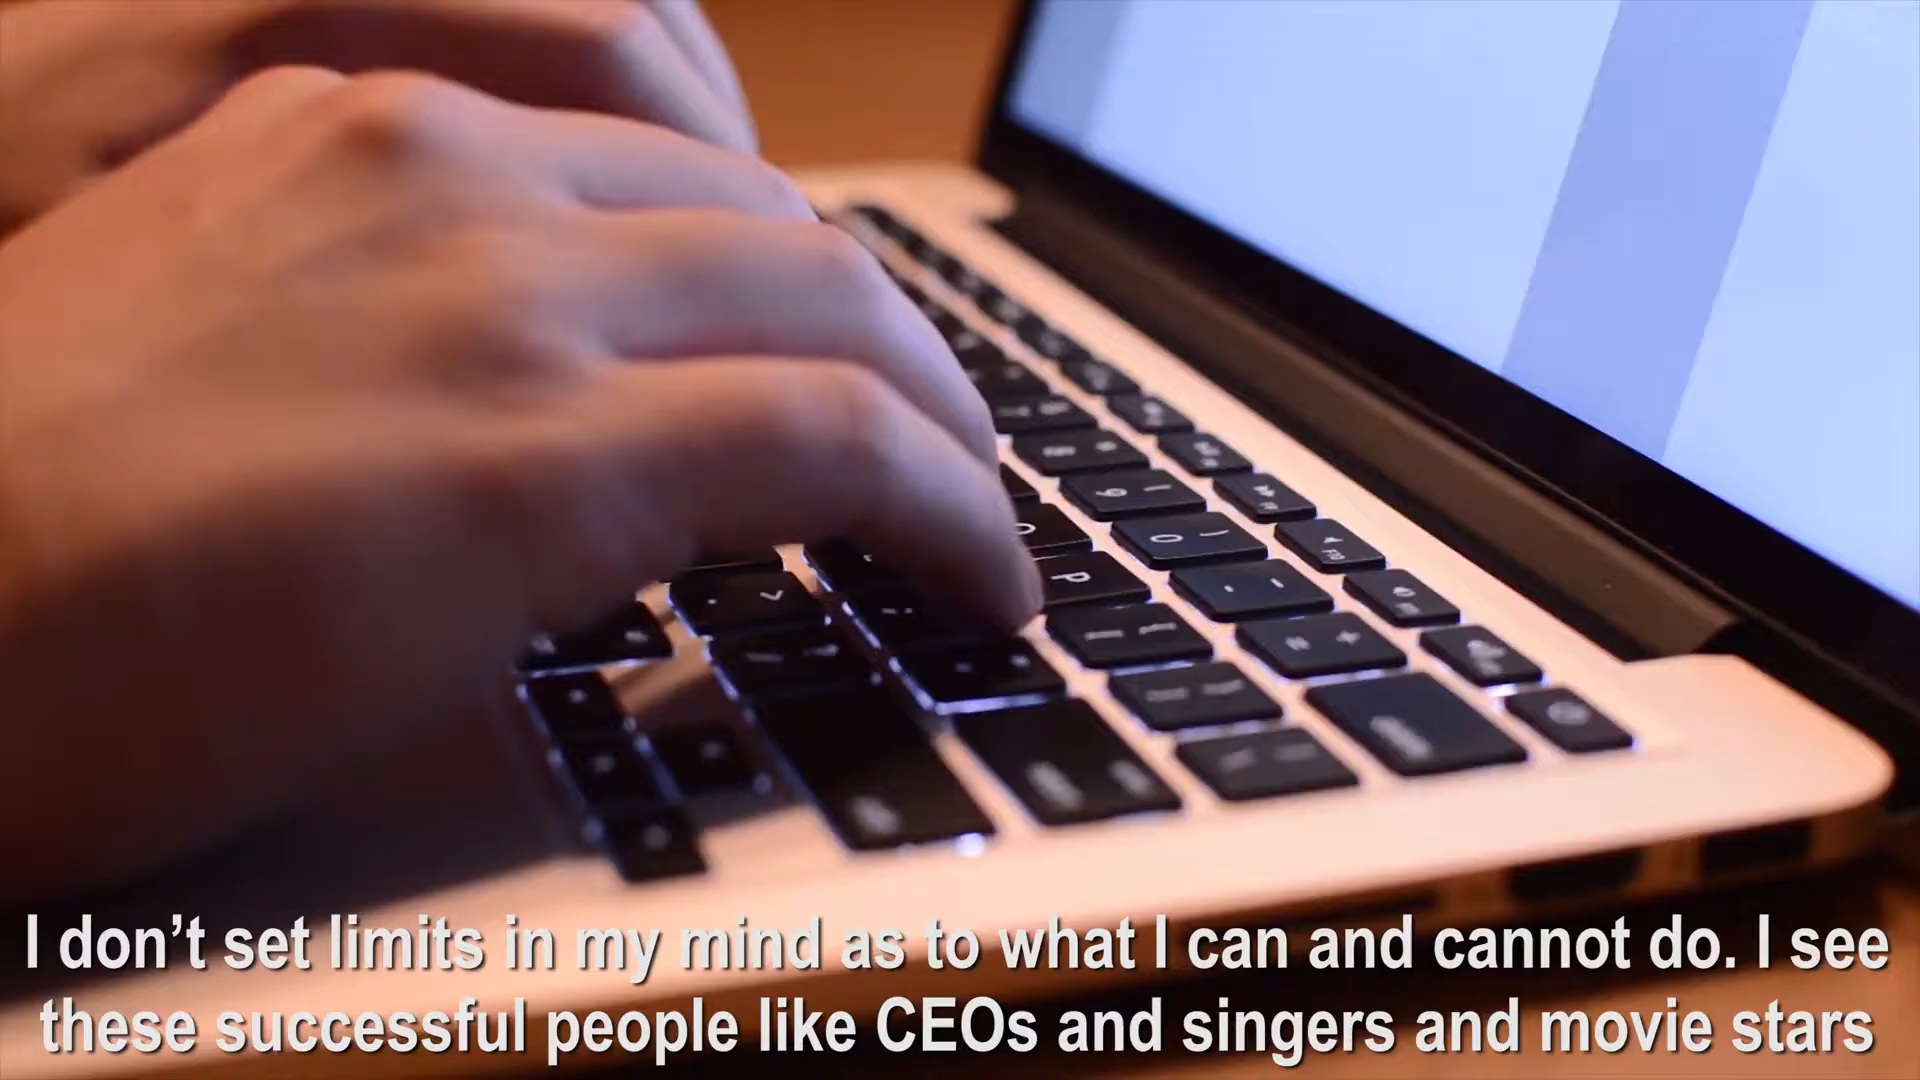 I don’t set limits in my mind as to what I can and cannot do. I see
these successful people like CEOs and singers and movie stars
P
O
F10